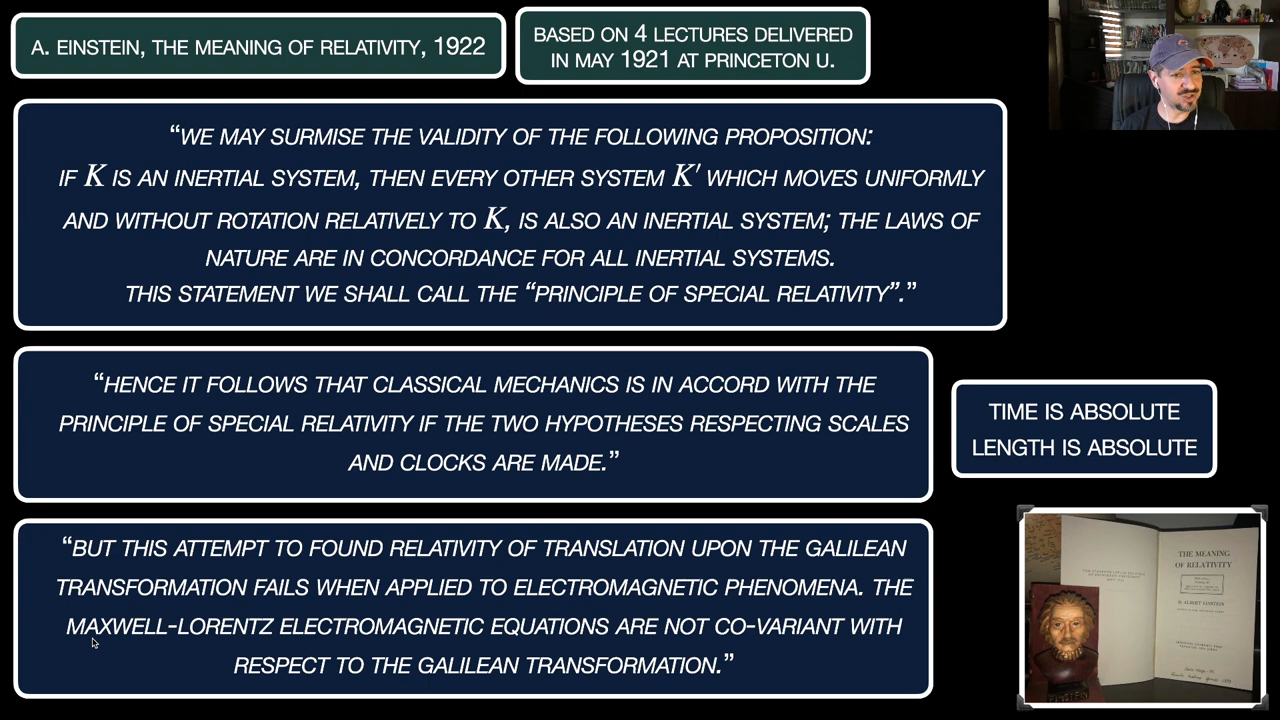 A. EINSTEIN, THE MEANING OF RELATIVITY, 1922
BASED ON 4 LECTURES DELIVERED
IN MAY 1921 AT PRINCETON U.
“WE MAY SURMISE THE VALIDITY OF THE FOLLOWING PROPOSITION:
IF K IS AN INERTIAL SYSTEM, THEN EVERY OTHER SYSTEM K′ WHICH MOVES UNIFORMLY
AND WITHOUT ROTATION RELATIVELY TO K, IS ALSO AN INERTIAL SYSTEM; THE LAWS OF
NATURE ARE IN CONCORDANCE FOR ALL INERTIAL SYSTEMS.
THIS STATEMENT WE SHALL CALL THE “PRINCIPLE OF SPECIAL RELATIVITY”.”
“HENCE IT FOLLOWS THAT CLASSICAL MECHANICS IS IN ACCORD WITH THE
PRINCIPLE OF SPECIAL RELATIVITY IF THE TWO HYPOTHESES RESPECTING SCALES
AND CLOCKS ARE MADE.”
TIME IS ABSOLUTE
LENGTH IS ABSOLUTE
“BUT THIS ATTEMPT TO FOUND RELATIVITY OF TRANSLATION UPON THE GALILEAN
TRANSFORMATION FAILS WHEN APPLIED TO ELECTROMAGNETIC PHENOMENA. THE
MAXWELL-LORENTZ ELECTROMAGNETIC EQUATIONS ARE NOT CO-VARIANT WITH
RESPECT TO THE GALILEAN TRANSFORMATION.”
THE MEANING
OF RELATIVITY
By ALBERT EINSTEIN
EINSTEIN